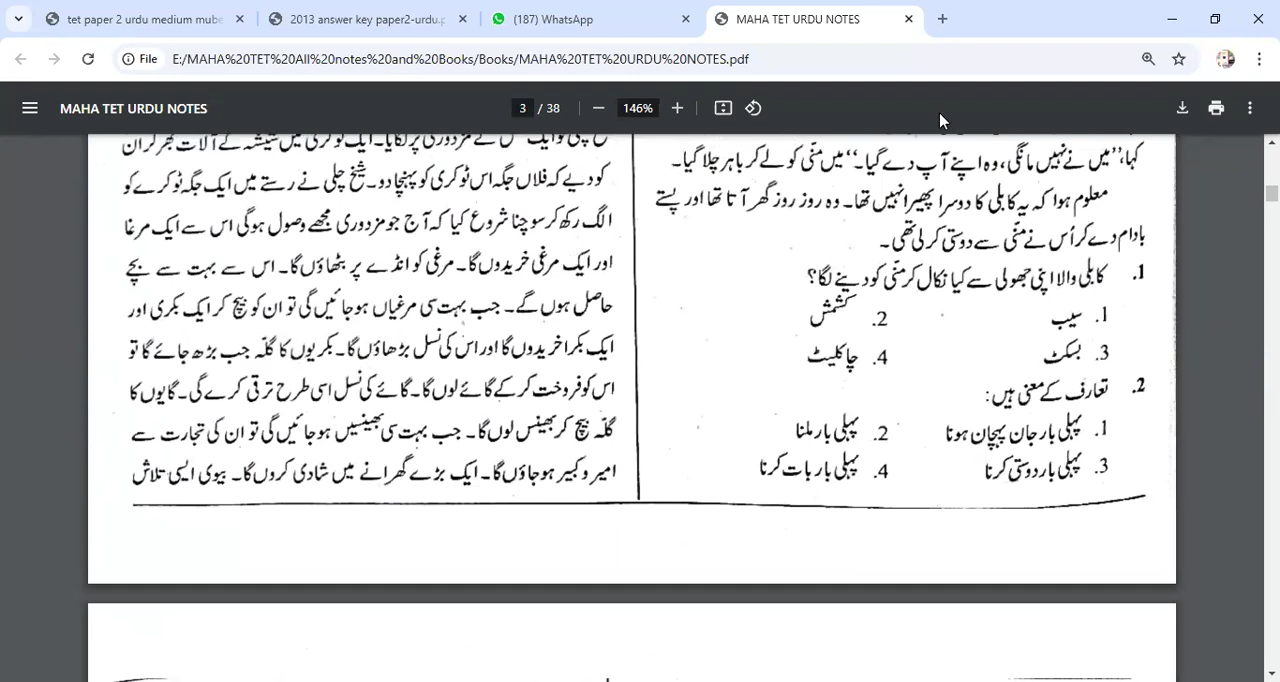 tet paper 2 urdu medium mube
2013 answer key paper2-urdu.p
(187) WhatsApp
MAHA TET URDU NOTES
File
E:/MAHA%20TET%20All%20notes%20and%20Books/Books/MAHA%20TET%20URDU%20NOTES.pdf
MAHA TET URDU NOTES
3 / 38
146%
کہا،’’میں نے نہیں مانگی، وہ اپنے آپ دے گیا۔‘‘ میں منّی کو لے کر باہر چلا گیا۔
معلوم ہوا کہ یہ کابلی کا دوسرا پھیرا نہیں تھا۔ وہ روز روز گھر آتا تھا اور پستے
بادام دے کر اُس نے منّی سے دوستی کر لی تھی۔
1. کابلی والا اپنی جھولی سے کیا نکال کر منّی کو دینے لگا؟
1. سیب 2. کشمش
3. بسکٹ 4. چاکلیٹ
2. تعارف کے معنی ہیں:
1. پہلی بار جان پہچان ہونا 2. پہلی بار ملنا
3. پہلی بار دوستی کرنا 4. پہلی بار بات کرنا
پر لگایا۔ ایک ٹوکری میں شیشہ کے آلات بھر کر ان
کو دیے کہ فلاں جگہ اس ٹوکری کو پہنچا دو۔ شیخ چلی نے رستے میں ایک جگہ ٹوکرے کو
الگ رکھ کر سوچنا شروع کیا کہ آج جو مزدوری مجھے وصول ہوگی اس سے ایک مرغا
اور ایک مرغی خریدوں گا۔ مرغی کو انڈے پر بٹھاؤں گا۔ اس سے بہت سے بچے
حاصل ہوں گے۔ جب بہت سی مرغیاں ہو جائیں گی تو ان کو بیچ کر ایک بکری اور
ایک بکرا خریدوں گا اور اس کی نسل بڑھاؤں گا۔ بکریوں کا گلّہ جب بڑھ جائے گا تو
اس کو فروخت کر کے گائے لوں گا۔ گائے کی نسل اسی طرح ترقی کرے گی۔ گایوں کا
گلّہ بیچ کر بھینس لوں گا۔ جب بہت سی بھینسیں ہو جائیں گی تو ان کی تجارت سے
امیر و کبیر ہو جاؤں گا۔ ایک بڑے گھرانے میں شادی کروں گا۔ بیوی ایسی تلاش